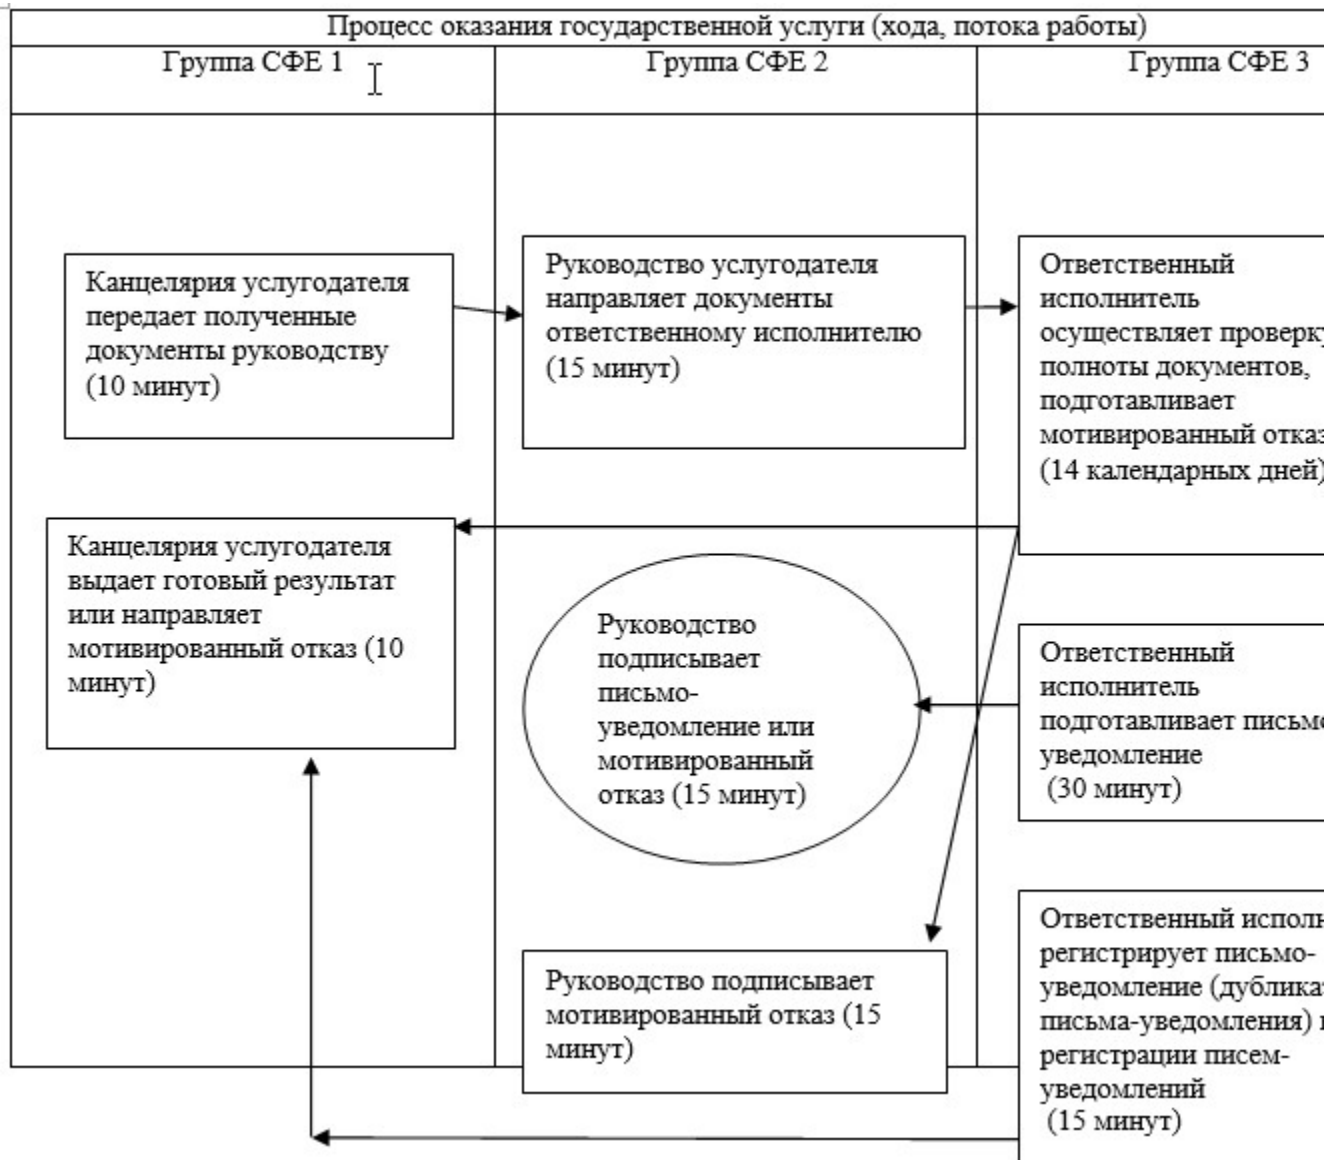 Процесс оказания государственной услуги (хода, потока работы)
Группа СФЕ 1
Группа СФЕ 2
Группа СФЕ 3
Канцелярия услугодателя
передает полученные
документы руководству
(10 минут)
Руководство услугодателя
направляет документы
ответственному исполнителю
(15 минут)
Ответственный
исполнитель
осуществляет проверку
полноты документов,
подготавливает
мотивированный отказ
(14 календарных дней)
Канцелярия услугодателя
выдает готовый результат
или направляет
мотивированный отказ (10
минут)
Руководство
подписывает
письмо-
уведомление или
мотивированный
отказ (15 минут)
Ответственный
исполнитель
подготавливает
уведомление
(30 минут)
Руководство подписывает
мотивированный отказ (15
минут)
Ответственный
регистрирует письмо-
уведомление
письма-уведомления)
регистрации писем-
уведомлений
(15 минут)